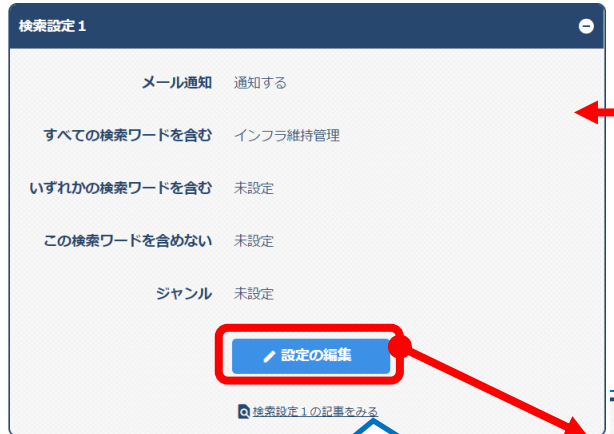 検索設定1
メール通知 通知する
すべての検索ワードを含む インフラ維持管理
いずれかの検索ワードを含む 未設定
この検索ワードを含めない 未設定
ジャンル 未設定
設定の編集
検索設定1の記事をみる